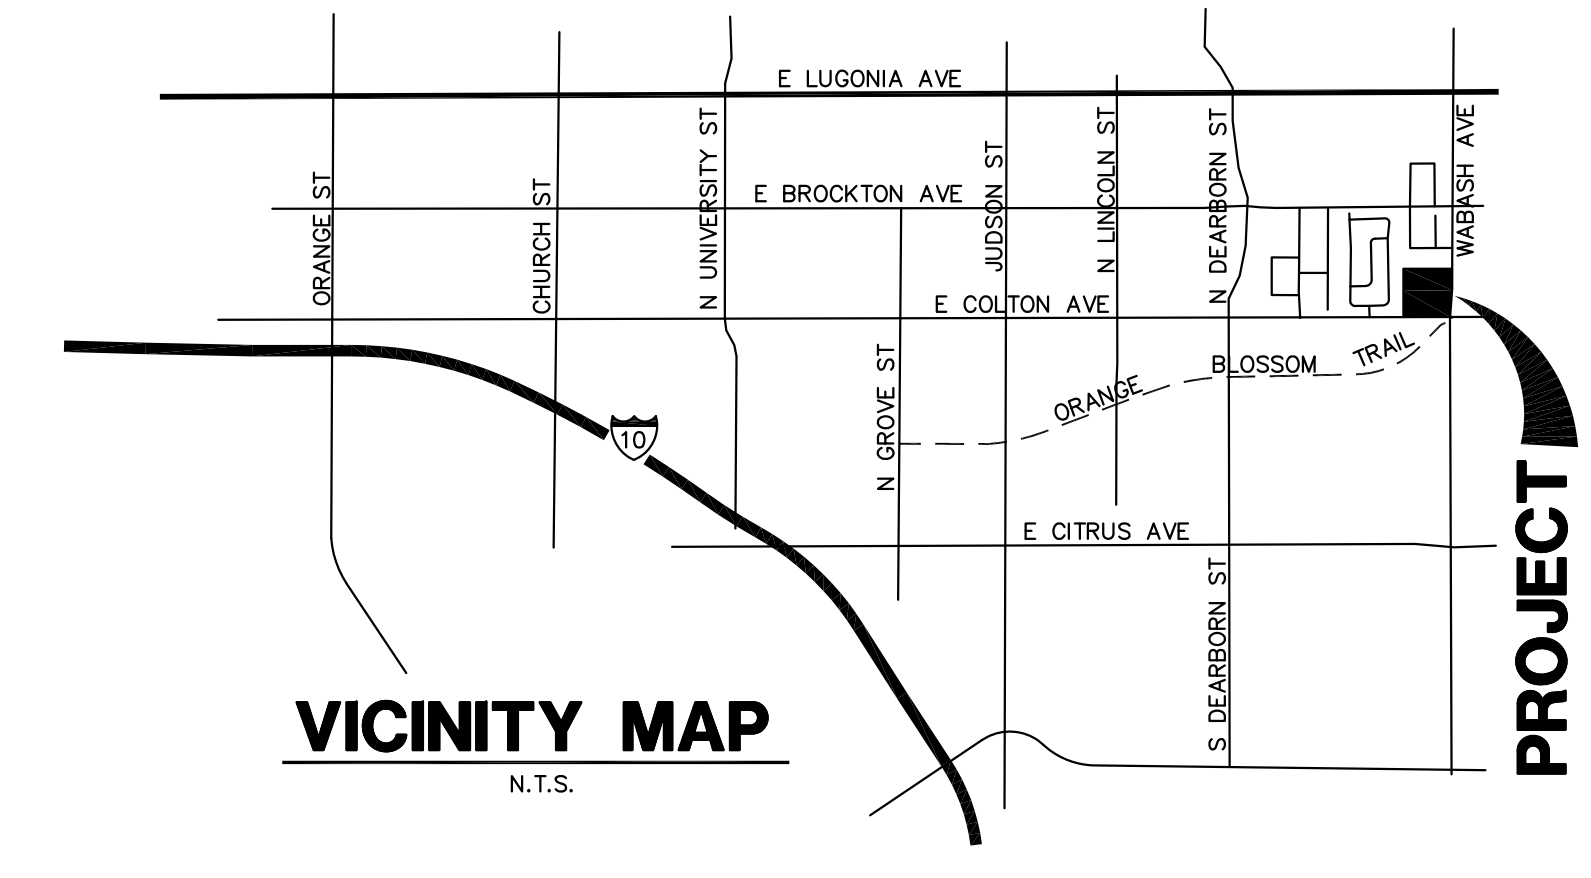 E LUGONIA AVE
E BROCKTON AVE
E COLTON AVE
E CITRUS AVE
ORANGE ST
CHURCH ST
N UNIVERSITY ST
N GROVE ST
JUDSON ST
N LINCOLN ST
N DEARBORN ST
S DEARBORN ST
WABASH AVE
ORANGE BLOSSOM TRAIL
10
PROJECT
VICINITY MAP
N.T.S.